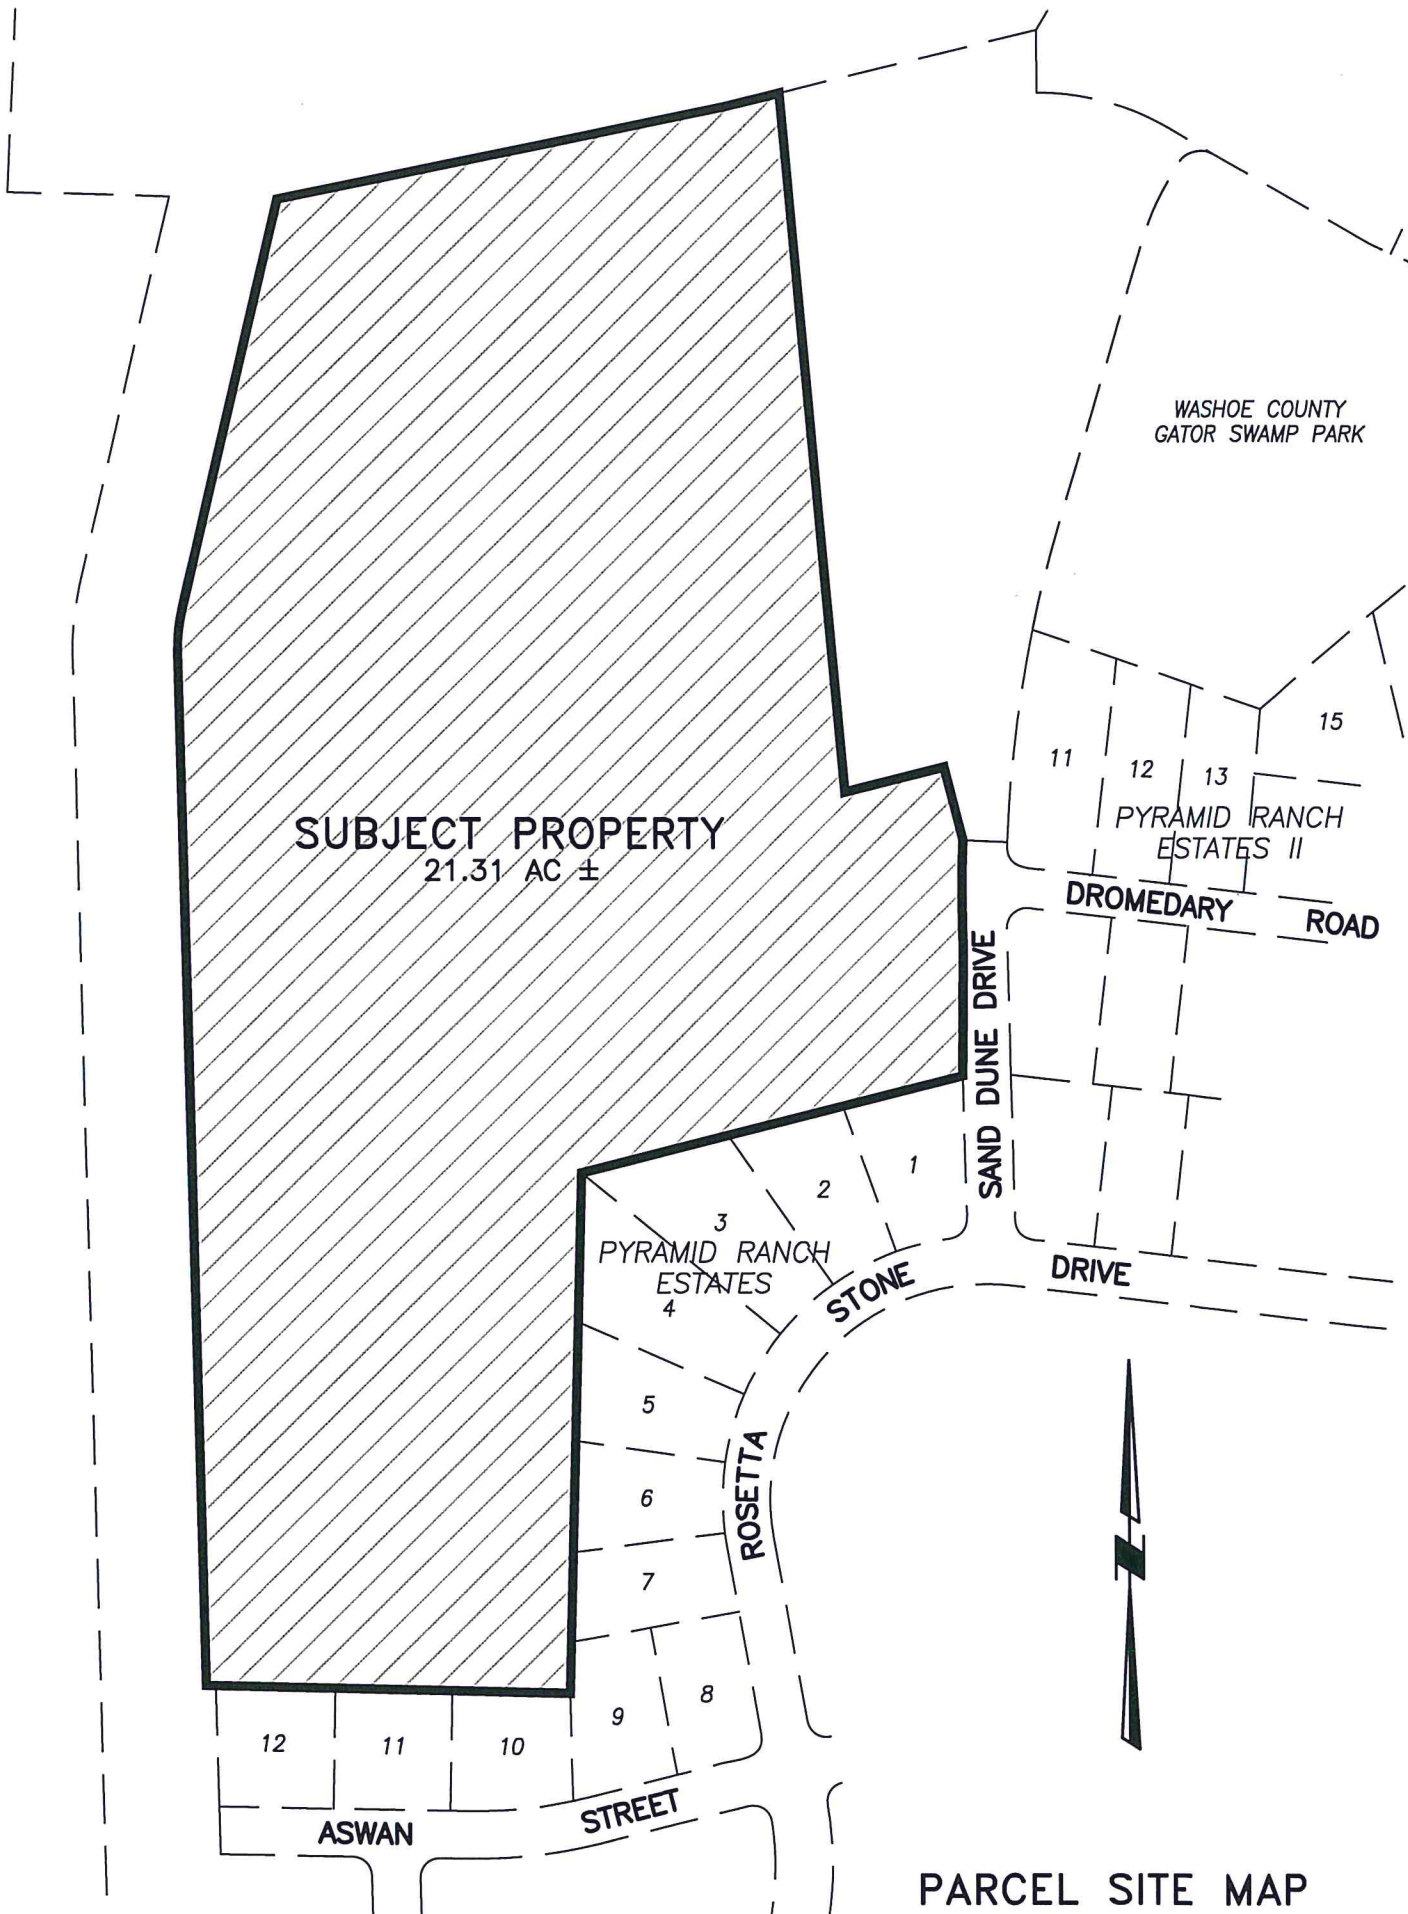 WASHOE COUNTY
GATOR SWAMP PARK
15
11
12
13
PYRAMID RANCH
ESTATES II
SUBJECT PROPERTY
21.31 AC ±
DROMEDARY ROAD
SAND DUNE DRIVE
1
2
3
PYRAMID RANCH
ESTATES
4
ROSETTA STONE DRIVE
5
6
7
N
8
9
10
11
12
ASWAN STREET
PARCEL SITE MAP